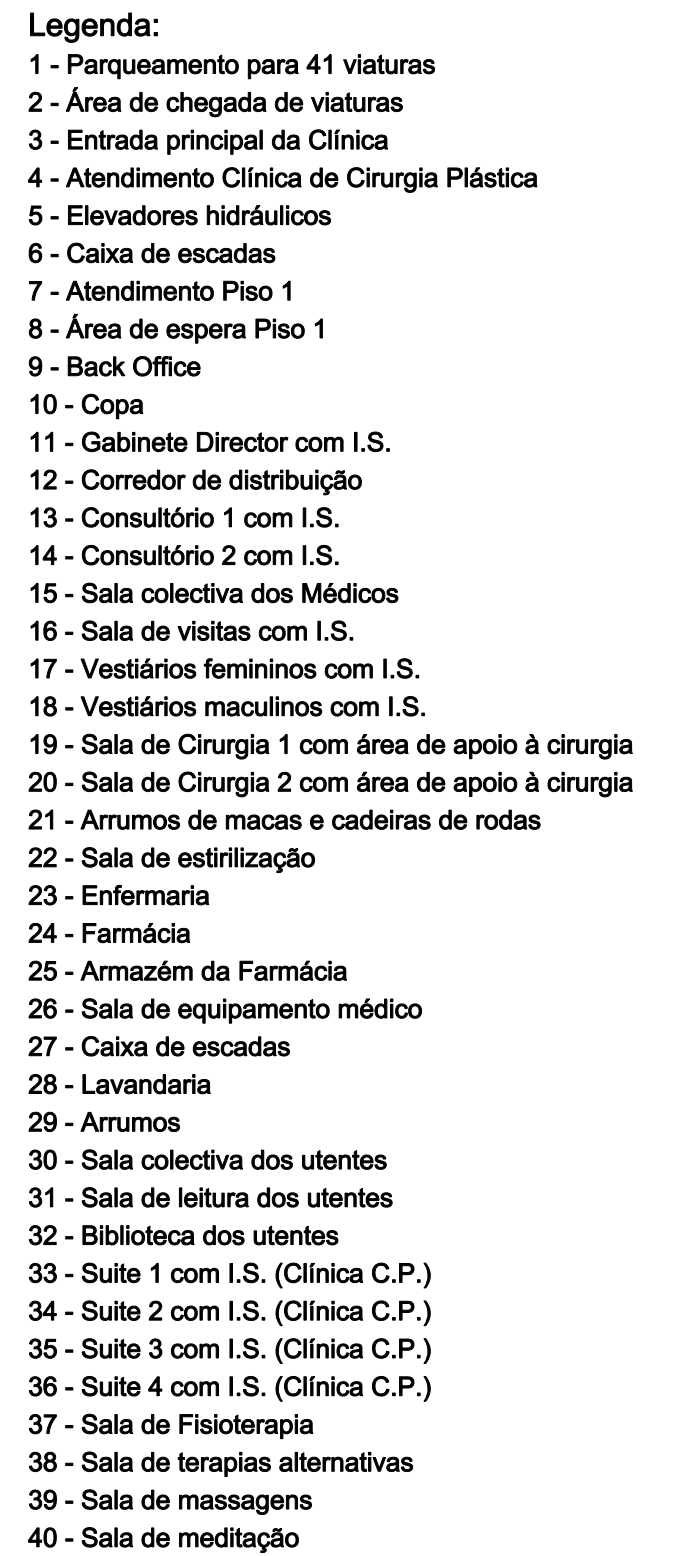 Legenda:
1 - Parqueamento para 41 viaturas
2 - Área de chegada de viaturas
3 - Entrada principal da Clínica
4 - Atendimento Clínica de Cirurgia Plástica
5 - Elevadores hidráulicos
6 - Caixa de escadas
7 - Atendimento Piso 1
8 - Área de espera Piso 1
9 - Back Office
10 - Copa
11 - Gabinete Director com I.S.
12 - Corredor de distribuição
13 - Consultório 1 com I.S.
14 - Consultório 2 com I.S.
15 - Sala colectiva dos Médicos
16 - Sala de visitas com I.S.
17 - Vestiários femininos com I.S.
18 - Vestiários maculinos com I.S.
19 - Sala de Cirurgia 1 com área de apoio à cirurgia
20 - Sala de Cirurgia 2 com área de apoio à cirurgia
21 - Arrumos de macas e cadeiras de rodas
22 - Sala de estirilização
23 - Enfermaria
24 - Farmácia
25 - Armazém da Farmácia
26 - Sala de equipamento médico
27 - Caixa de escadas
28 - Lavandaria
29 - Arrumos
30 - Sala colectiva dos utentes
31 - Sala de leitura dos utentes
32 - Biblioteca dos utentes
33 - Suite 1 com I.S. (Clínica C.P.)
34 - Suite 2 com I.S. (Clínica C.P.)
35 - Suite 3 com I.S. (Clínica C.P.)
36 - Suite 4 com I.S. (Clínica C.P.)
37 - Sala de Fisioterapia
38 - Sala de terapias alternativas
39 - Sala de massagens
40 - Sala de meditação